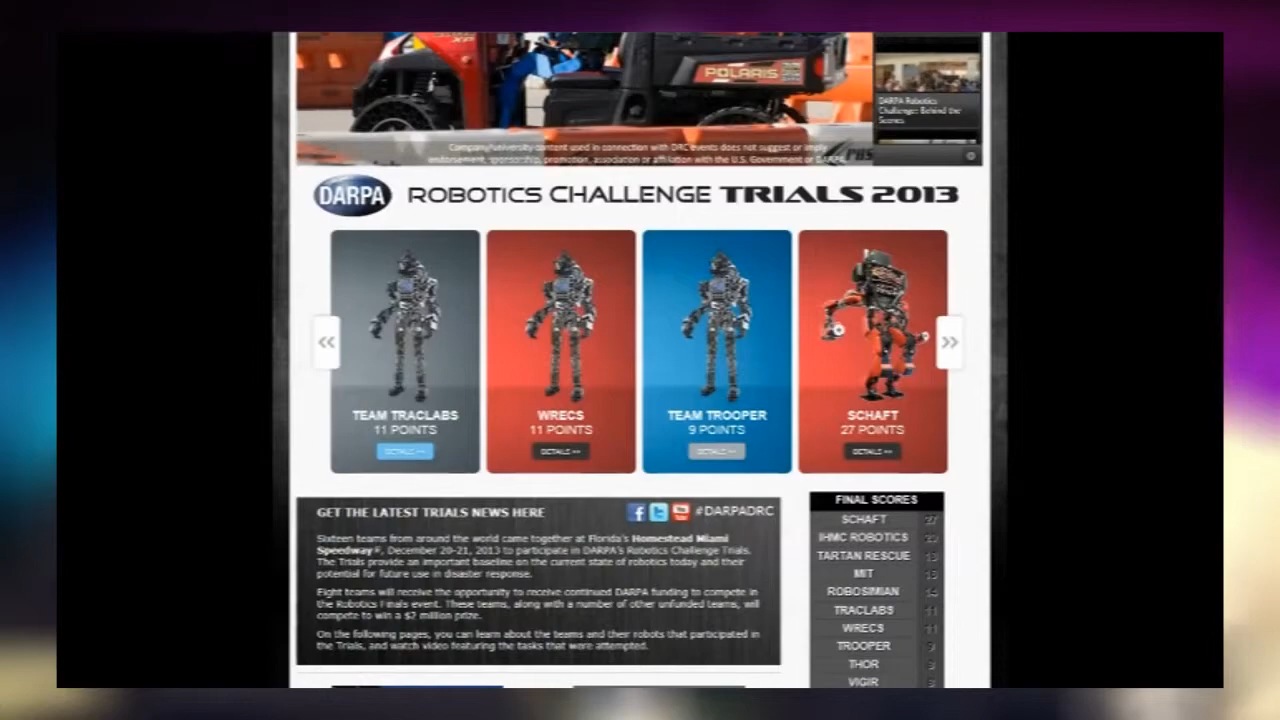 XP
POLARIS
DARPA Robotics
Challenge: Behind the
Scenes
Company/university content used in connection with DRC events does not suggest or imply
endorsement, sponsorship, promotion, association or affiliation with the U.S. Government or DARPA.
DARPA
ROBOTICS CHALLENGE TRIALS 2013
TEAM TRACLABS
11 POINTS
DETAILS >>
WRECS
11 POINTS
DETAILS >>
TEAM TROOPER
9 POINTS
DETAILS >>
SCHAFT
27 POINTS
DETAILS >>
GET THE LATEST TRIALS NEWS HERE
#DARPADRC
Sixteen teams from around the world came together at Florida's Homestead Miami
Speedway, December 20-21, 2013 to participate in DARPA's Robotics Challenge Trials.
The Trials provide an important baseline on the current state of robotics today and their
potential for future use in disaster response.
Eight teams will receive the opportunity to receive continued DARPA funding to compete in
the Robotics Finals event. These teams, along with a number of other unfunded teams, will
compete to win a $2 million prize.
On the following pages, you can learn about the teams and their robots that participated in
the Trials, and watch video featuring the tasks that were attempted.
FINAL SCORES
SCHAFT 27
IHMC ROBOTICS 20
TARTAN RESCUE 18
MIT 16
ROBOSIMIAN 14
TRACLABS 11
WRECS 11
TROOPER 9
THOR
VIGIR